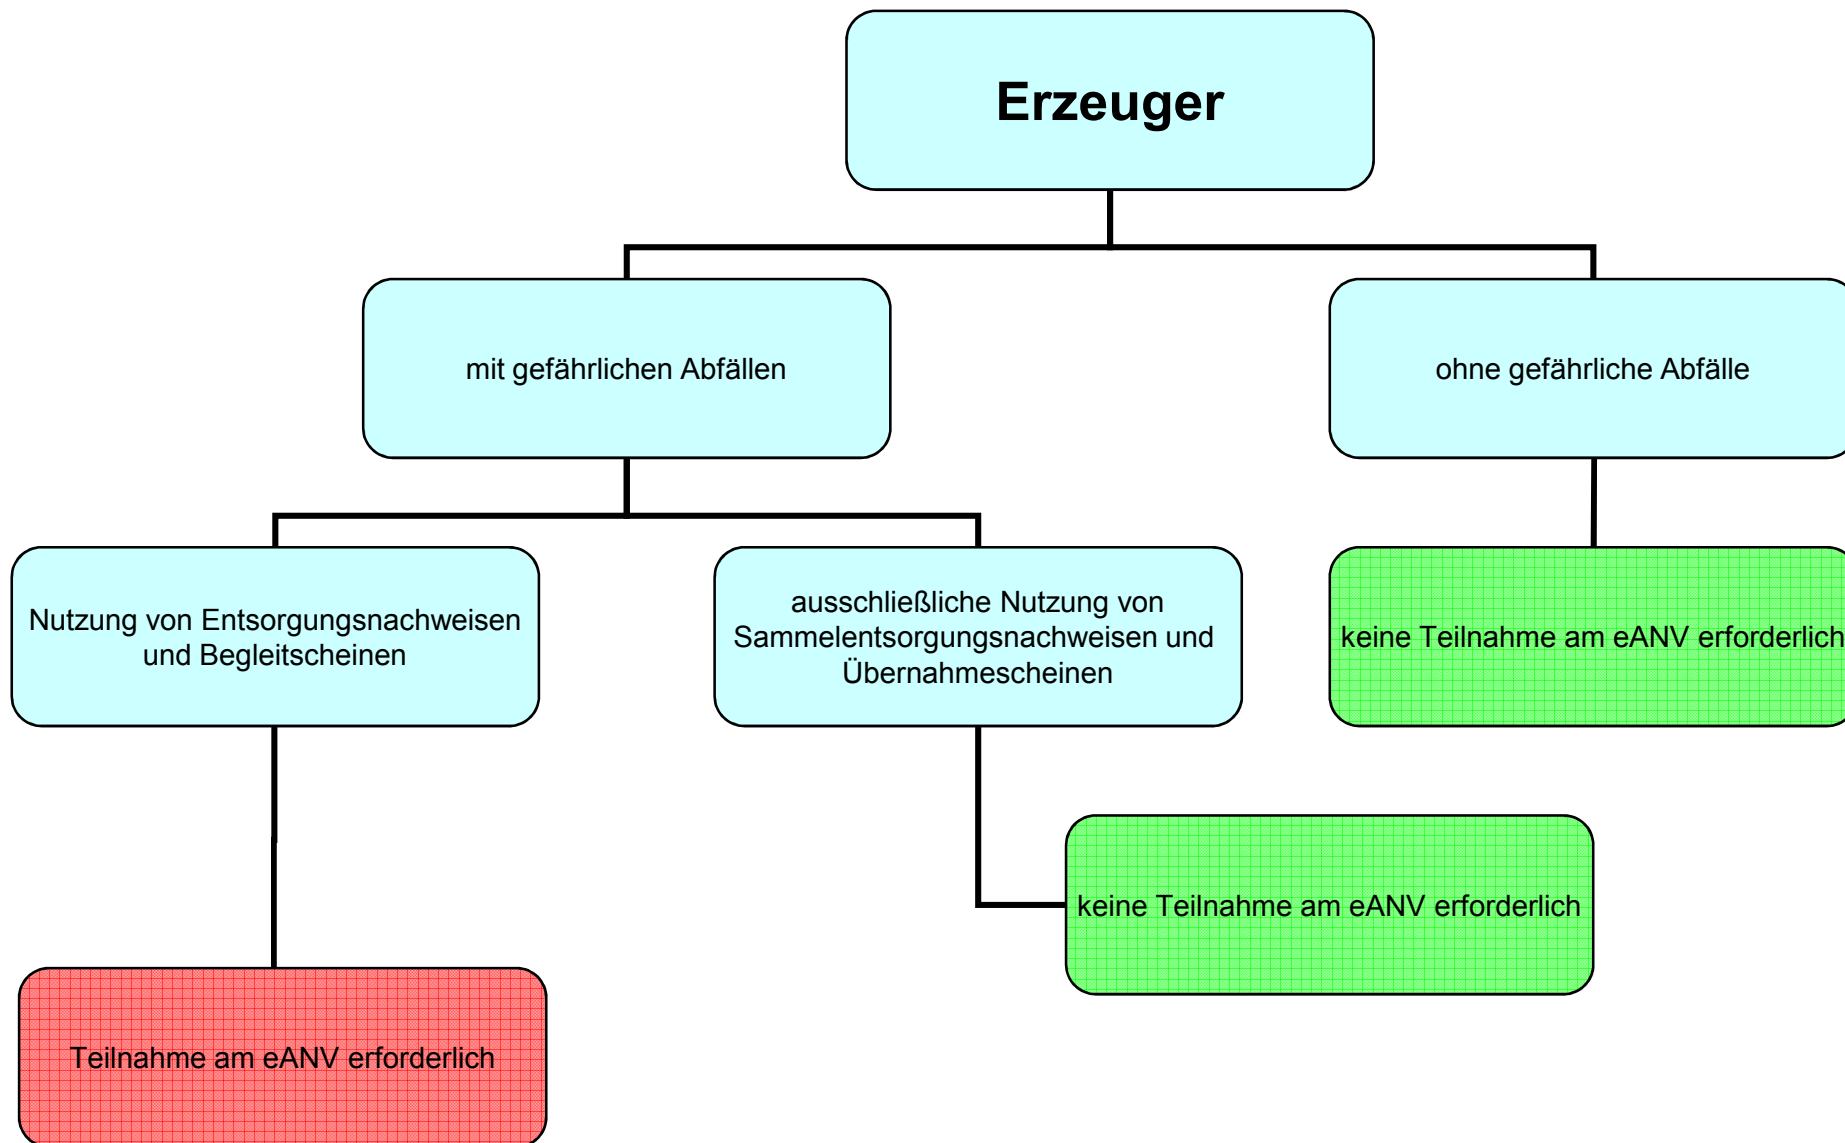 Erzeuger
mit gefährlichen Abfällen
ohne gefährliche Abfälle
Nutzung von Entsorgungsnachweisen
und Begleitscheinen
ausschließliche Nutzung von
Sammelentsorgungsnachweisen und
Übernahmescheinen
keine Teilnahme am eANV erforderlich
keine Teilnahme am eANV erforderlich
Teilnahme am eANV erforderlich